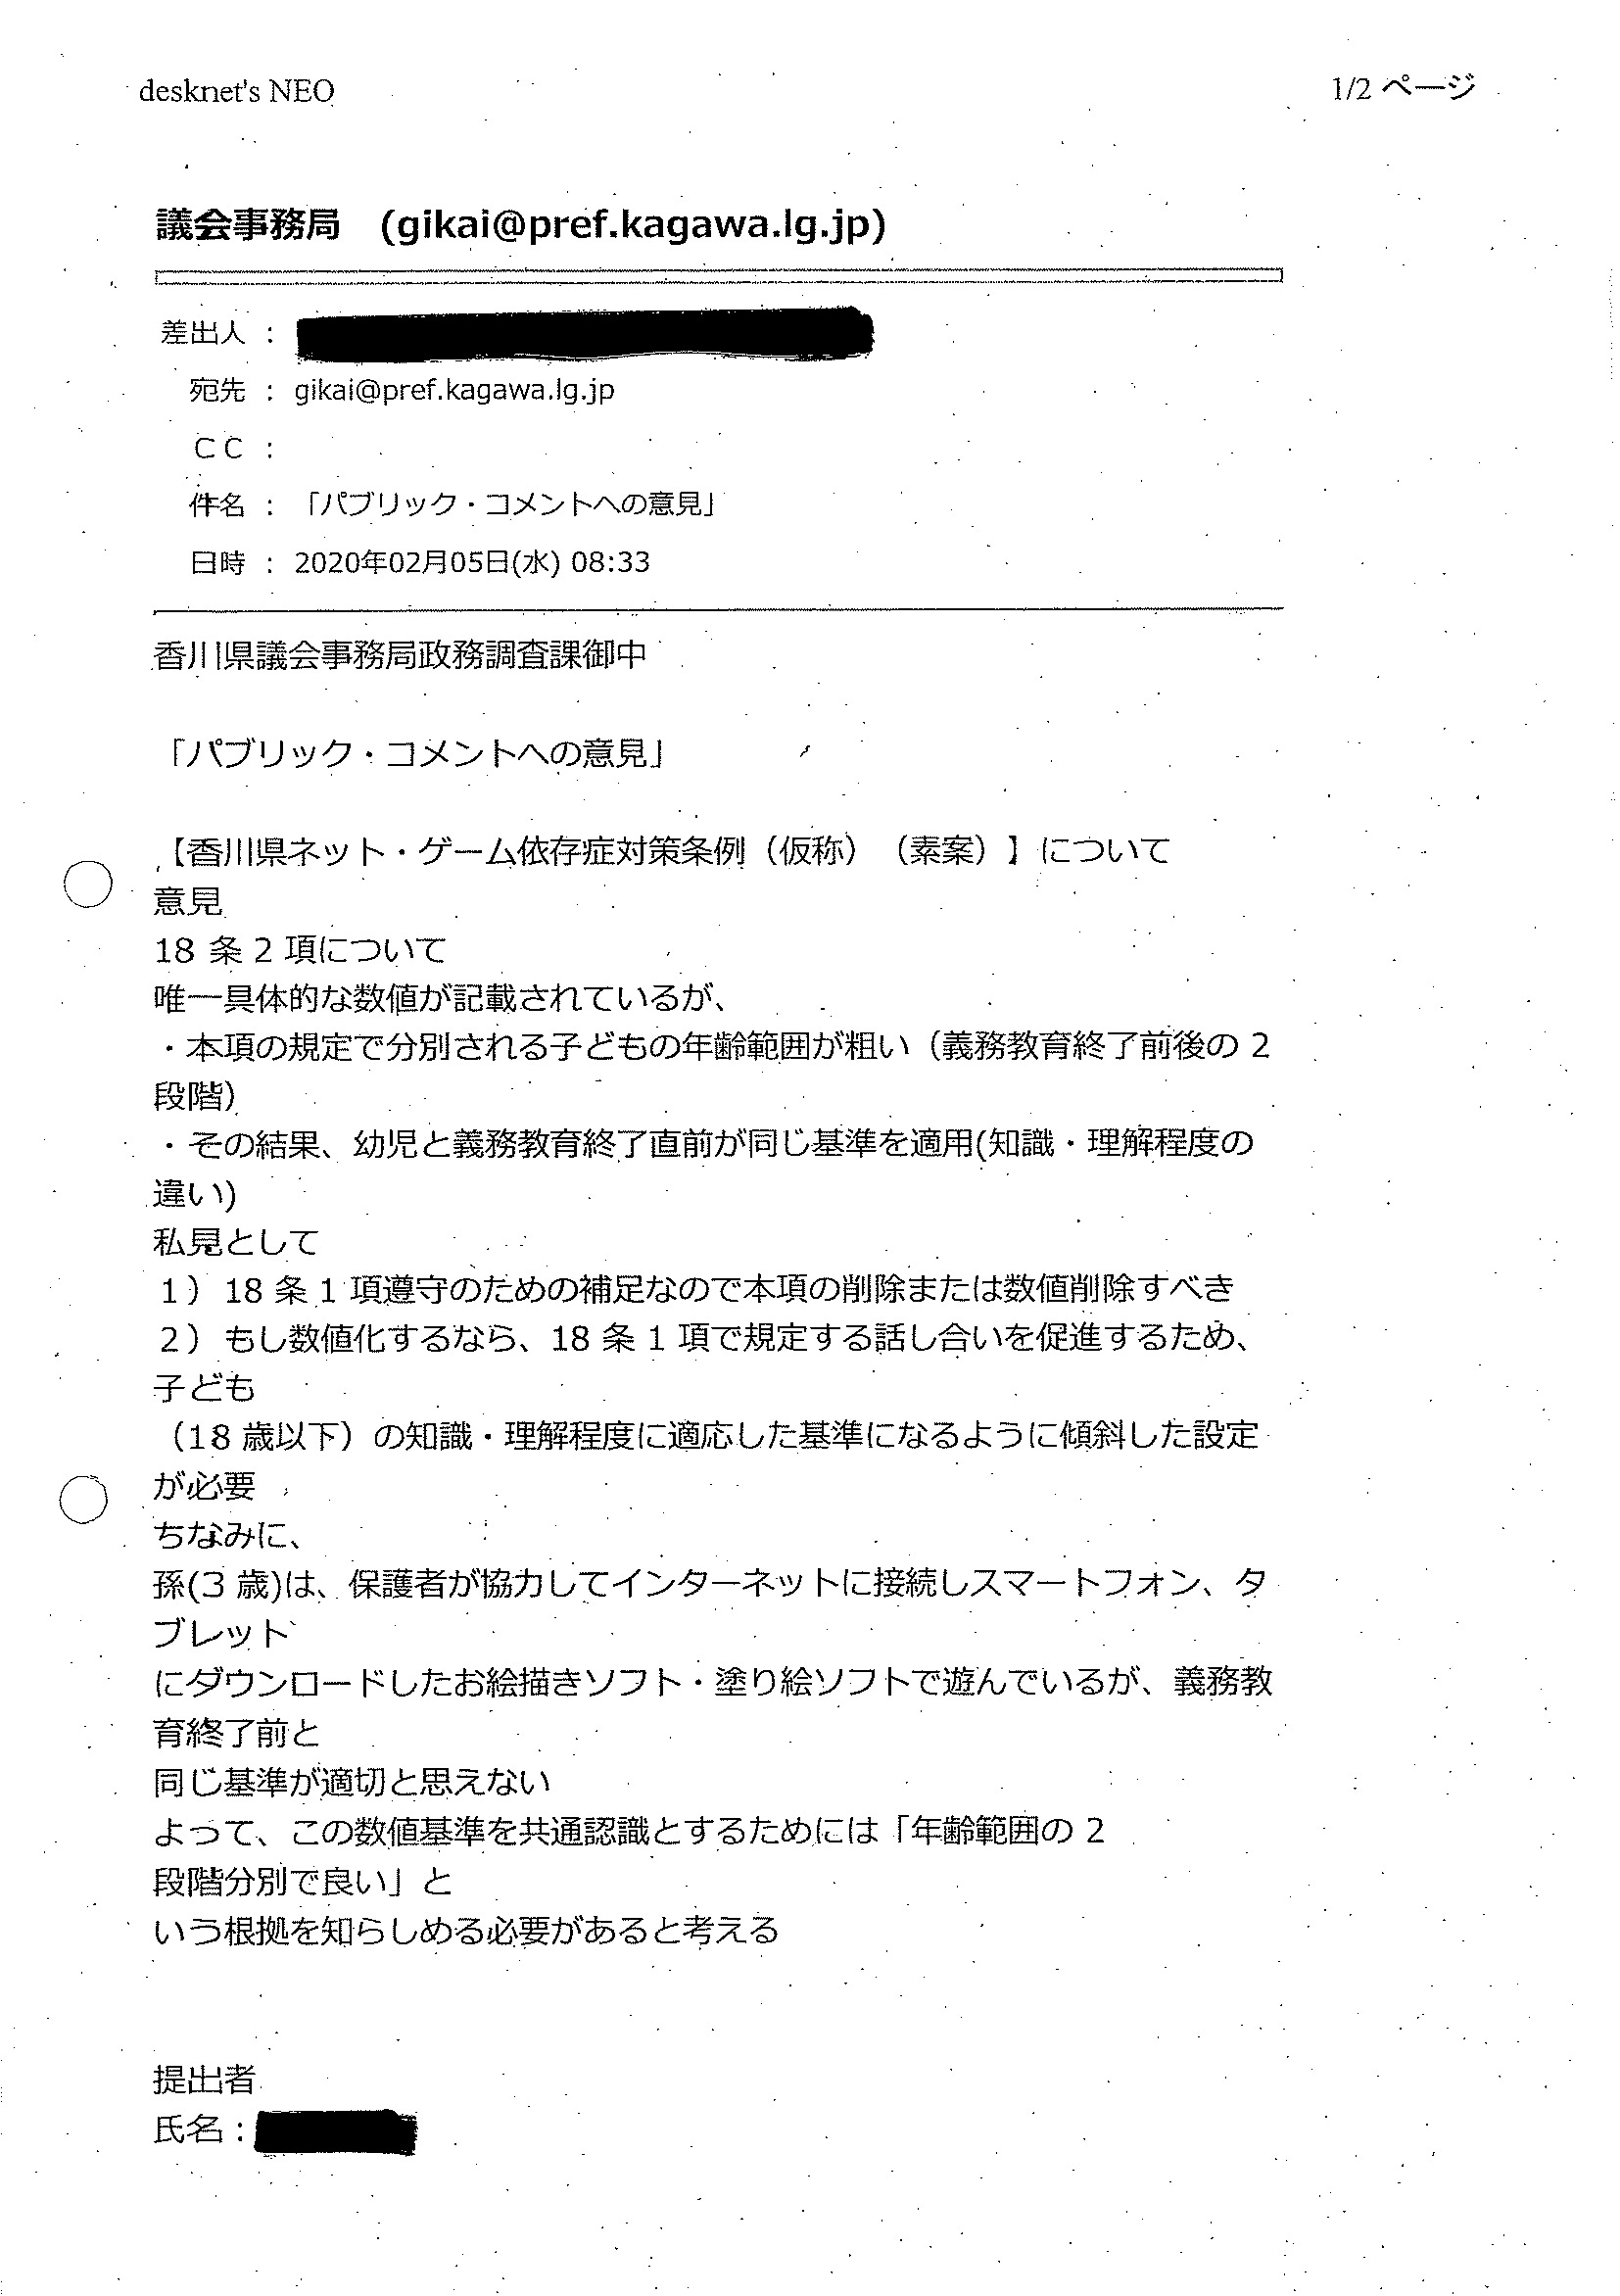 desknet's NEO
1/2 ページ
議会事務局　(gikai@pref.kagawa.lg.jp)
差出人 ：
宛先 ： gikai@pref.kagawa.lg.jp
ＣＣ ：
件名 ： 「パブリック・コメントへの意見」
日時 ： 2020年02月05日(水) 08:33
香川県議会事務局政務調査課御中
「パブリック・コメントへの意見」
【香川県ネット・ゲーム依存症対策条例（仮称）（素案）】について
意見
18 条 2 項について
唯一具体的な数値が記載されているが、
・本項の規定で分別される子どもの年齢範囲が粗い（義務教育終了前後の 2
段階）
・その結果、幼児と義務教育終了直前が同じ基準を適用(知識・理解程度の
違い)
私見として
１）18 条 1 項遵守のための補足なので本項の削除または数値削除すべき
２）もし数値化するなら、18 条 1 項で規定する話し合いを促進するため、
子ども
（18 歳以下）の知識・理解程度に適応した基準になるように傾斜した設定
が必要
ちなみに、
孫(3 歳)は、保護者が協力してインターネットに接続しスマートフォン、タ
ブレット
にダウンロードしたお絵描きソフト・塗り絵ソフトで遊んでいるが、義務教
育終了前と
同じ基準が適切と思えない
よって、この数値基準を共通認識とするためには「年齢範囲の 2
段階分別で良い」と
いう根拠を知らしめる必要があると考える
提出者
氏名：